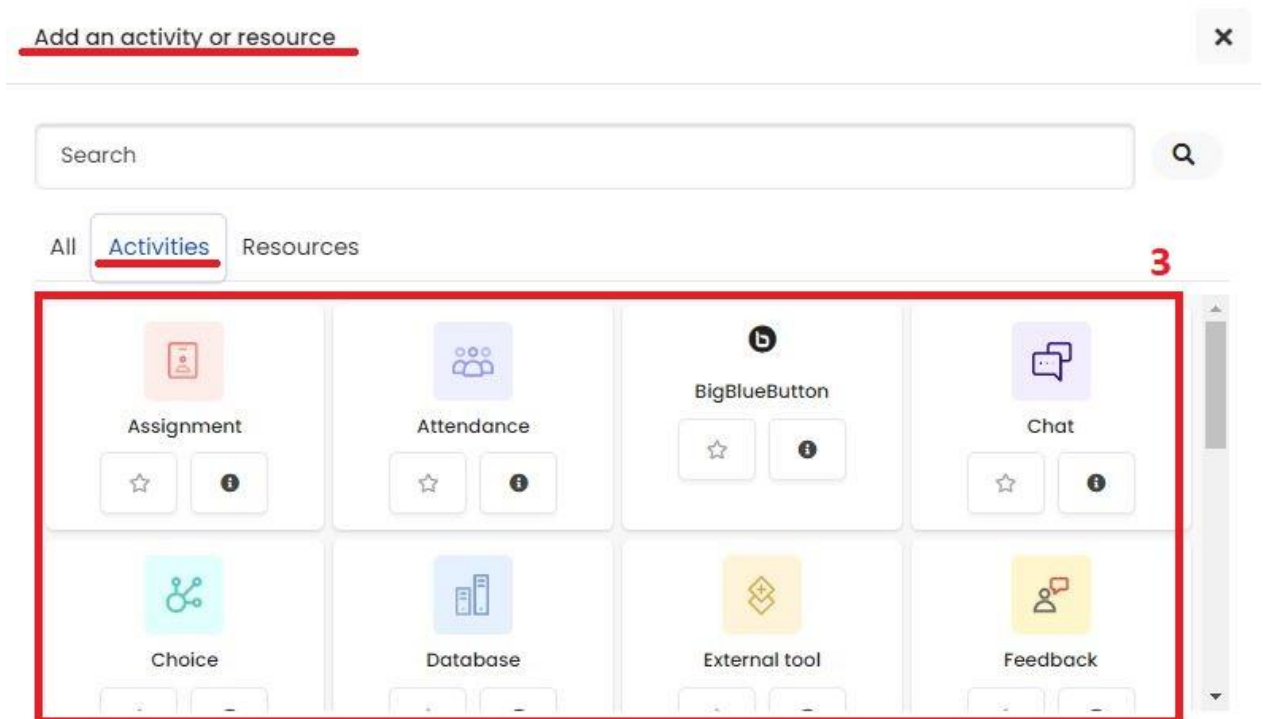 Add an activity or resource
Search
All Activities Resources
3
Assignment Attendance BigBlueButton Chat
Choice Database External tool Feedback